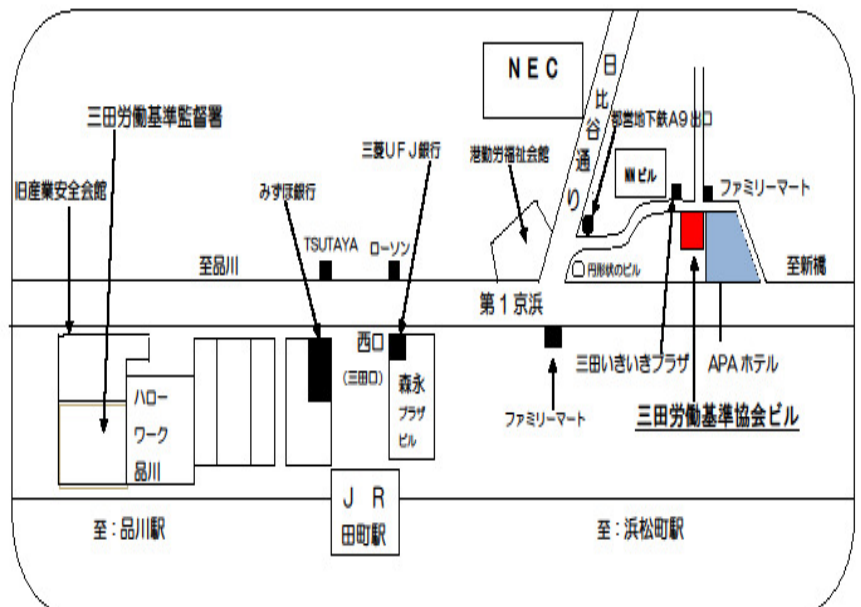 NEC
日比谷通り
三田労働基準監督署
都営地下鉄A9出口
三菱UFJ銀行
港勤労福祉会館
NNビル
旧産業安全会館
みずほ銀行
ファミリーマート
TSUTAYA
ローソン
至品川
円形状のビル
至新橋
第1京浜
西口
(三田口)
三田いきいきプラザ
APAホテル
森永
プラザ
ビル
ハロー
ワーク
品川
ファミリーマート
三田労働基準協会ビル
JR
田町駅
至:品川駅
至:浜松町駅